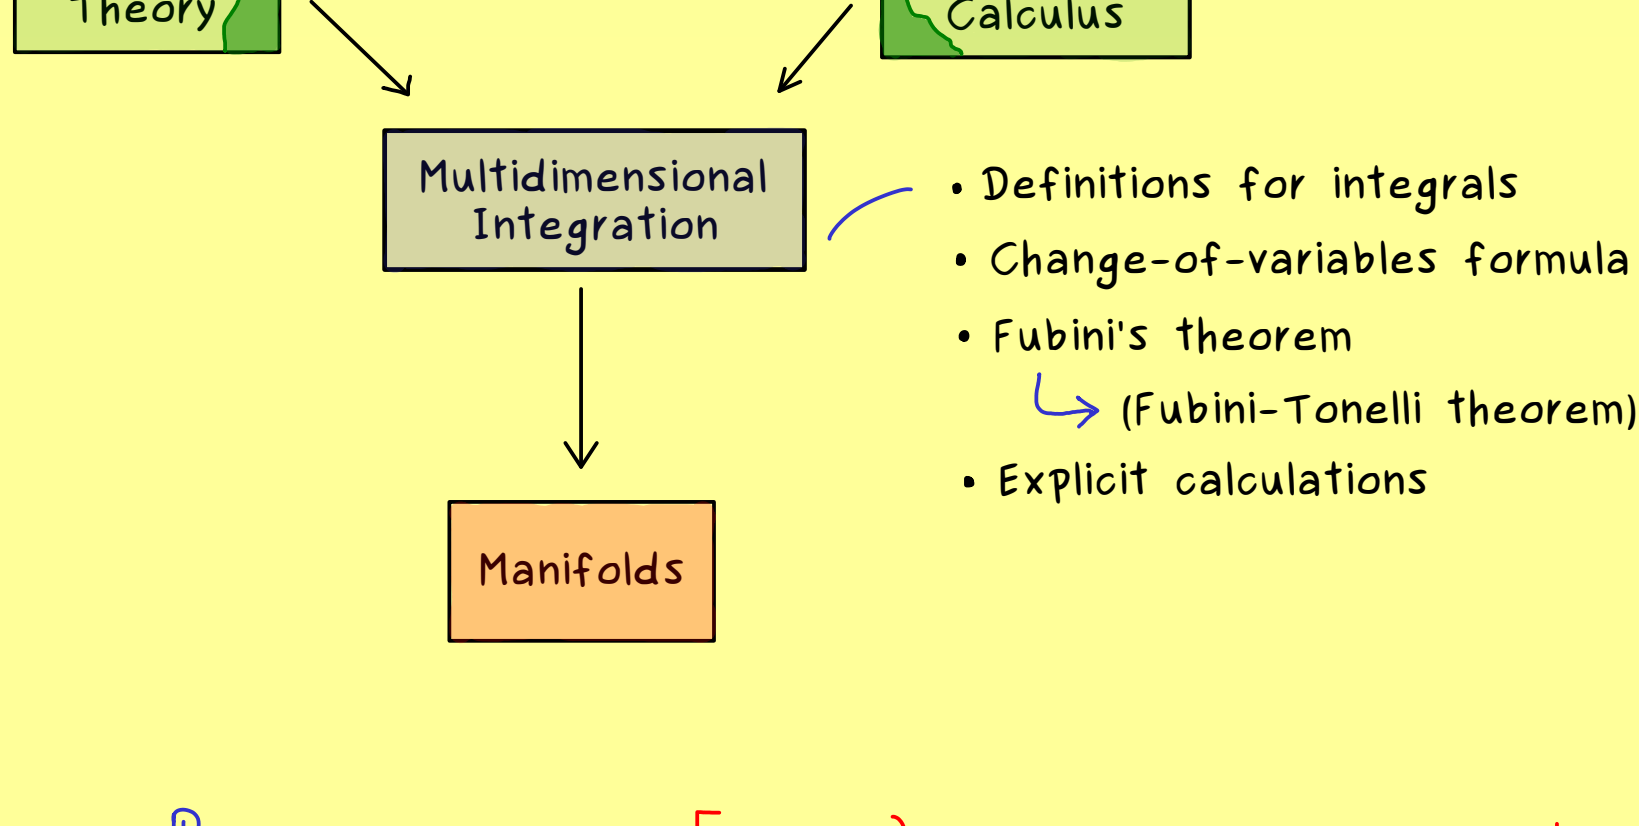 Theory
Calculus
Multidimensional
Integration
• Definitions for integrals
• Change-of-variables formula
• Fubini's theorem
(Fubini-Tonelli theorem)
• Explicit calculations
Manifolds